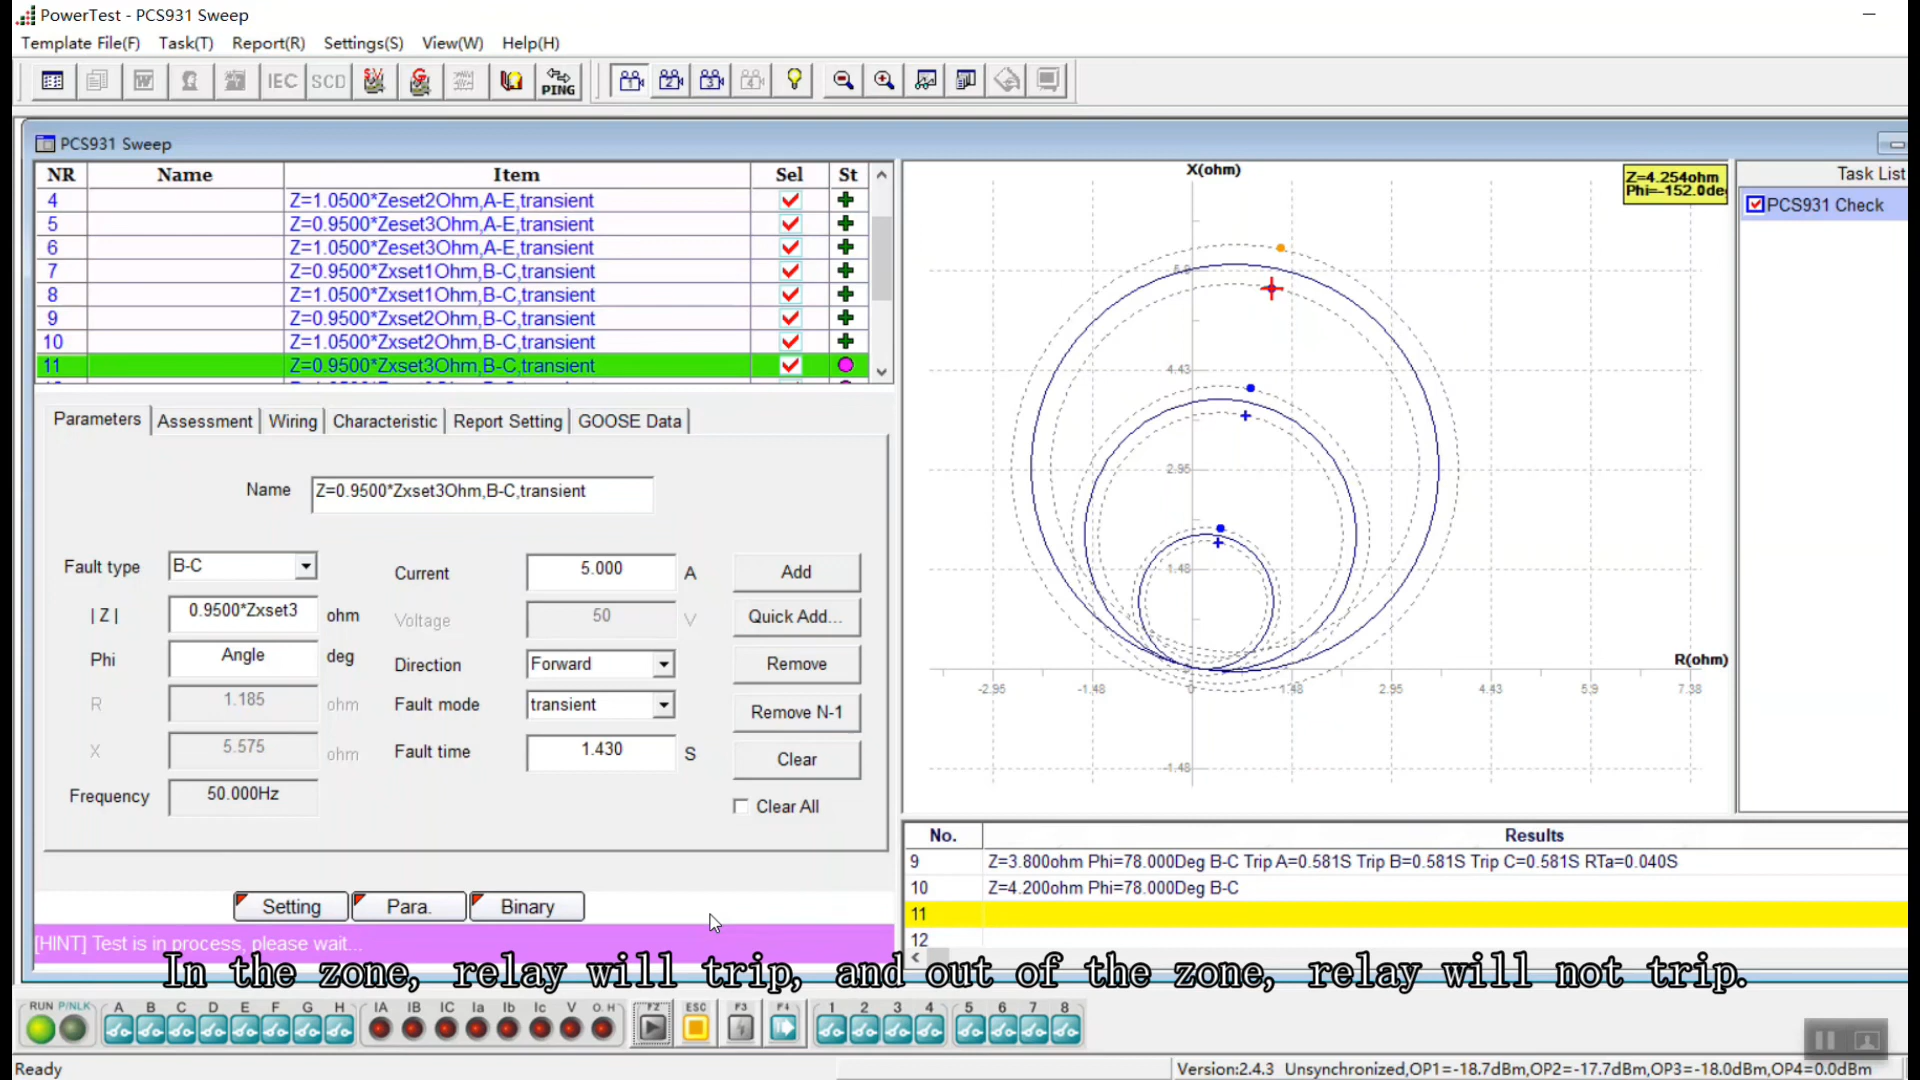 PowerTest - PCS931 Sweep
Template File(F) Task(T) Report(R) Settings(S) View(W) Help(H)
IEC SCD PING
PCS931 Sweep
NR Name Item Sel St
4 Z=1.0500*Zeset2Ohm,A-E,transient
5 Z=0.9500*Zeset3Ohm,A-E,transient
6 Z=1.0500*Zeset3Ohm,A-E,transient
7 Z=0.9500*Zxset1Ohm,B-C,transient
8 Z=1.0500*Zxset1Ohm,B-C,transient
9 Z=0.9500*Zxset2Ohm,B-C,transient
10 Z=1.0500*Zxset2Ohm,B-C,transient
11 Z=0.9500*Zxset3Ohm,B-C,transient
Parameters Assessment Wiring Characteristic Report Setting GOOSE Data
Name Z=0.9500*Zxset3Ohm,B-C,transient
Fault type B-C Current 5.000 A Add
|Z| 0.9500*Zxset3 ohm Voltage 50 V Quick Add...
Phi Angle deg Direction Forward Remove
R 1.185 ohm Fault mode transient Remove N-1
X 5.575 ohm Fault time 1.430 S Clear
Frequency 50.000Hz Clear All
Setting Para. Binary
[HINT] Test is in process, please wait...
X(ohm)
Z=4.254ohm
Phi=-152.0de
5.9
4.43
2.95
1.48
R(ohm)
-2.95 -1.48 0 1.48 2.95 4.43 5.9 7.38
-1.48
Task List
PCS931 Check
No. Results
9 Z=3.800ohm Phi=78.000Deg B-C Trip A=0.581S Trip B=0.581S Trip C=0.581S RTa=0.040S
10 Z=4.200ohm Phi=78.000Deg B-C
11
12
In the zone, relay will trip, and out of the zone, relay will not trip.
RUN P/NLK A B C D E F G H IA IB IC Ia Ib Ic V O.H F2 ESC F3 F4 1 2 3 4 5 6 7 8
Ready
Version:2.4.3 Unsynchronized,OP1=-18.7dBm,OP2=-17.7dBm,OP3=-18.0dBm,OP4=0.0dBm